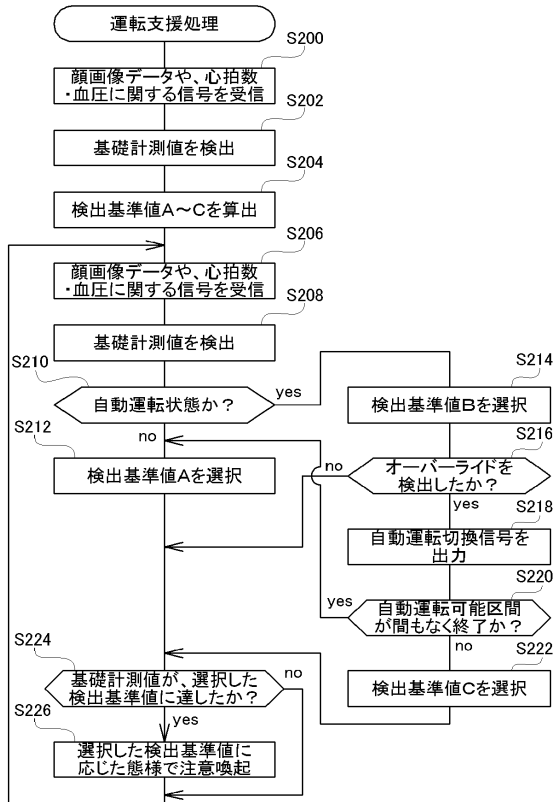 運転支援処理
S200
顔画像データや、心拍数
・血圧に関する信号を受信
S202
基礎計測値を検出
S204
検出基準値A～Cを算出
S206
顔画像データや、心拍数
・血圧に関する信号を受信
S208
基礎計測値を検出
S210
自動運転状態か？
yes
no
S212
検出基準値Aを選択
S214
検出基準値Bを選択
S216
オーバーライドを
検出したか？
no
yes
S218
自動運転切換信号を
出力
S220
自動運転可能区間
が間もなく終了か？
yes
no
S222
検出基準値Cを選択
S224
基礎計測値が、選択した
検出基準値に達したか？
no
yes
S226
選択した検出基準値に
応じた態様で注意喚起